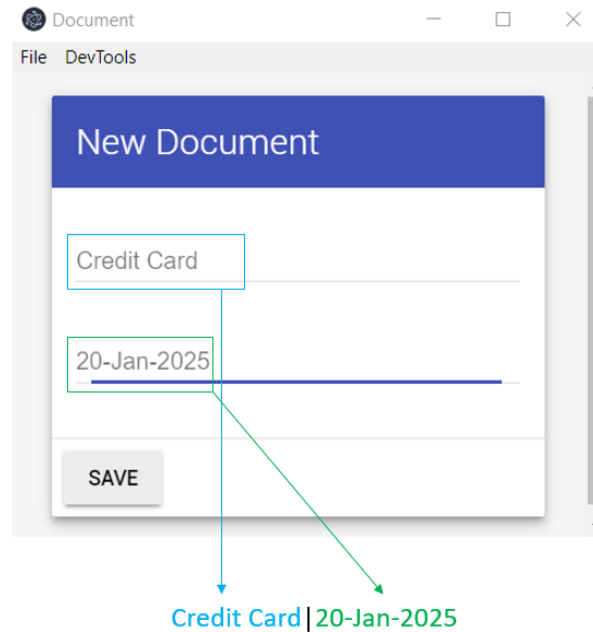 Document
File DevTools
New Document
Credit Card
20-Jan-2025
SAVE
Credit Card|20-Jan-2025